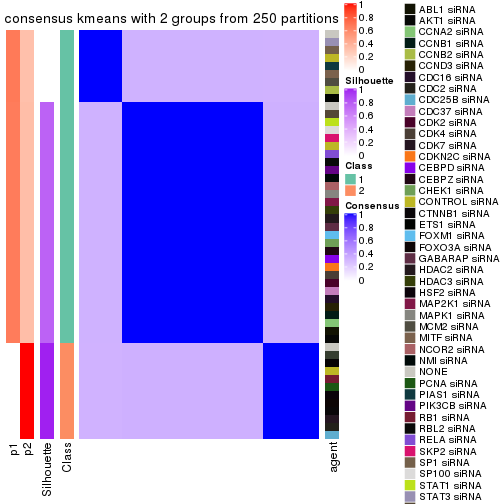 consensus kmeans with 2 groups from 250 partitions
1
0.8
0.6
0.4
0.2
0
Silhouette
1
0.8
0.6
0.4
0.2
0
Class
1
2
Consensus
1
0.8
0.6
0.4
0.2
0
p1
p2
Silhouette
Class
agent
ABL1 siRNA
AKT1 siRNA
CCNA2 siRNA
CCNB1 siRNA
CCNB2 siRNA
CCND3 siRNA
CDC16 siRNA
CDC2 siRNA
CDC25B siRNA
CDC37 siRNA
CDK2 siRNA
CDK4 siRNA
CDK7 siRNA
CDKN2C siRNA
CEBPD siRNA
CEBPZ siRNA
CHEK1 siRNA
CONTROL siRNA
CTNNB1 siRNA
ETS1 siRNA
FOXM1 siRNA
FOXO3A siRNA
GABARAP siRNA
HDAC2 siRNA
HDAC3 siRNA
HSF2 siRNA
MAP2K1 siRNA
MAPK1 siRNA
MCM2 siRNA
MITF siRNA
NCOR2 siRNA
NMI siRNA
NONE
PCNA siRNA
PIAS1 siRNA
PIK3CB siRNA
RB1 siRNA
RBL2 siRNA
RELA siRNA
SKP2 siRNA
SP1 siRNA
SP100 siRNA
STAT1 siRNA
STAT3 siRNA